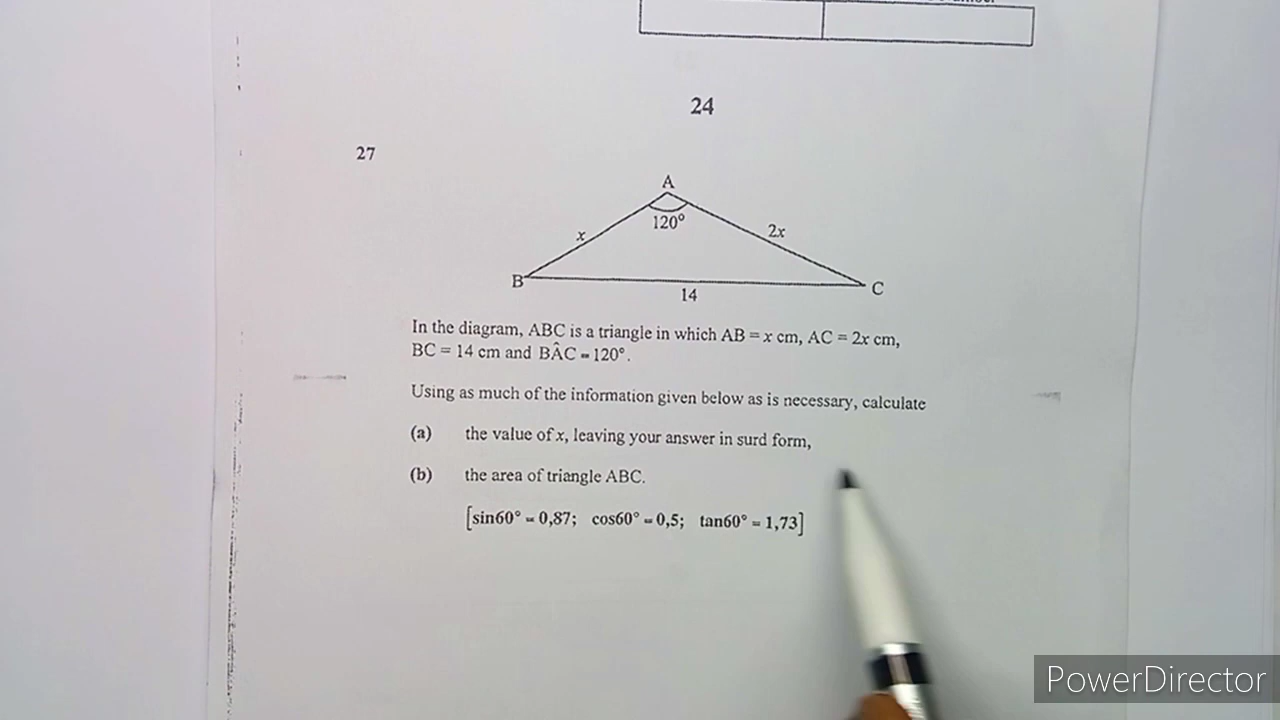 24
27
A
120°
x
2x
B
C
14
In the diagram, ABC is a triangle in which AB = x cm, AC = 2x cm,
BC = 14 cm and BÂC = 120°.
Using as much of the information given below as is necessary, calculate
(a) the value of x, leaving your answer in surd form,
(b) the area of triangle ABC.
[sin60° = 0,87; cos60° = 0,5; tan60° = 1,73]
PowerDirector